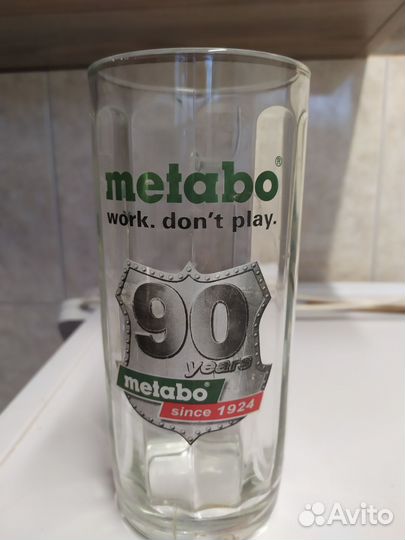 metabo®
work. don't play.
90
years
metabo®
since 1924
Avito